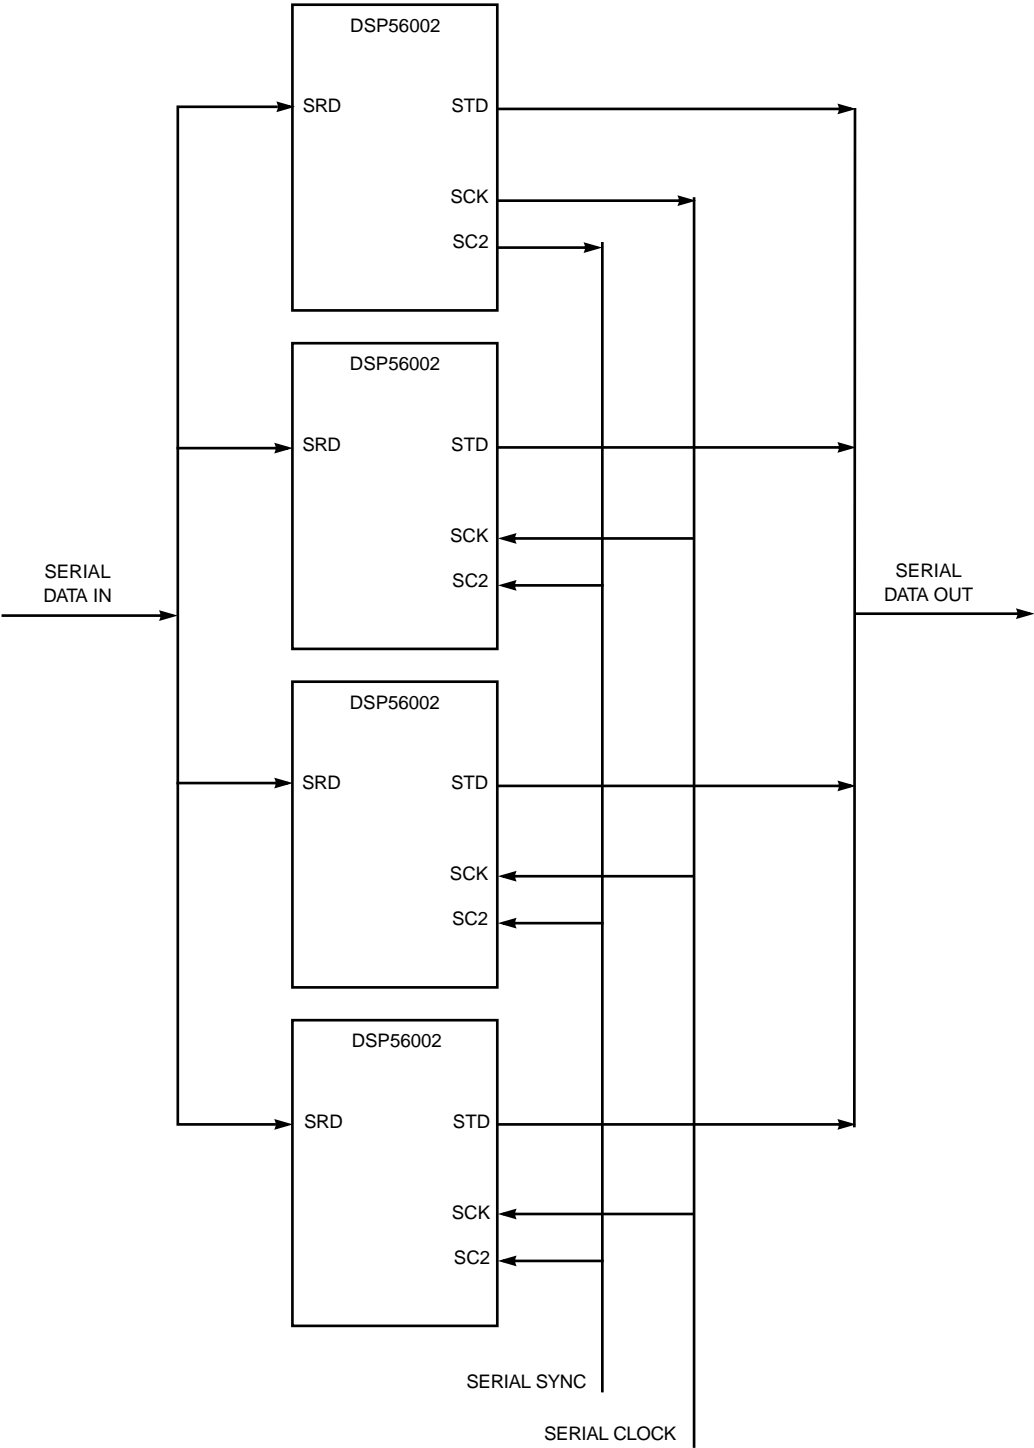 DSP56002
SRD STD
SCK
SC2
DSP56002
SRD STD
SCK
SC2
SERIAL
DATA IN
SERIAL
DATA OUT
DSP56002
SRD STD
SCK
SC2
DSP56002
SRD STD
SCK
SC2
SERIAL SYNC
SERIAL CLOCK